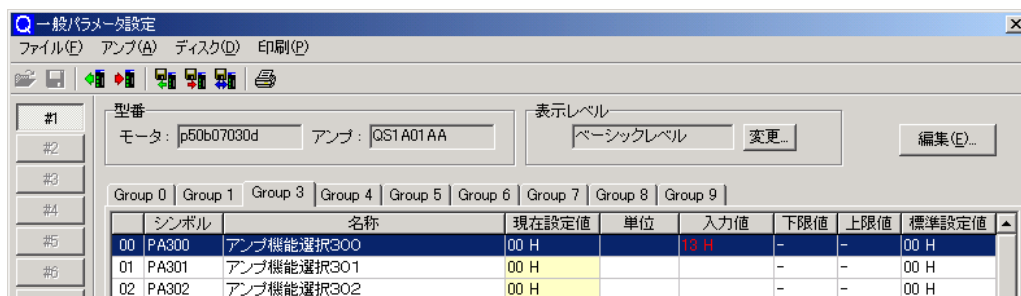 Q 一般パラメータ設定
ファイル(F) アンプ(A) ディスク(D) 印刷(P)
#1
#2
#3
#4
#5
#6
型番
モータ: p50b07030d アンプ: QS1A01AA
表示レベル
ベーシックレベル 変更...
編集(E)...
Group 0 Group 1 Group 3 Group 4 Group 5 Group 6 Group 7 Group 8 Group 9
シンボル 名称 現在設定値 単位 入力値 下限値 上限値 標準設定値
00 PA300 アンプ機能選択300 00 H 13 H - - 00 H
01 PA301 アンプ機能選択301 00 H - - 00 H
02 PA302 アンプ機能選択302 00 H - - 00 H